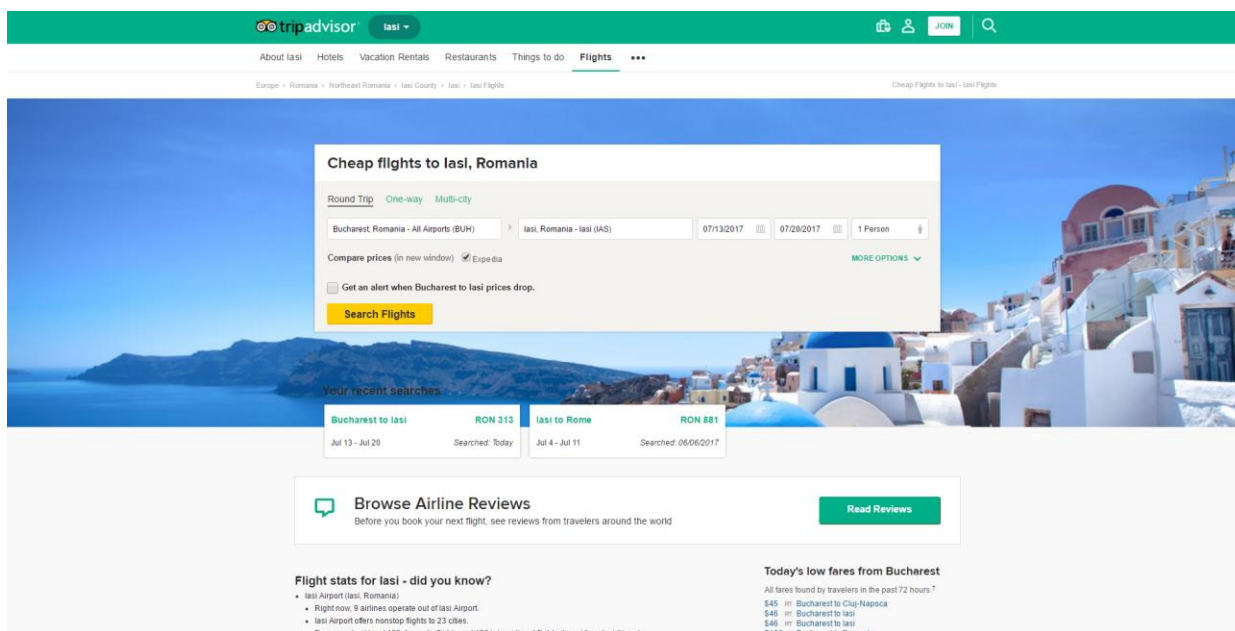 tripadvisor Iasi JOIN
About Iasi Hotels Vacation Rentals Restaurants Things to do Flights •••
Europe › Romania › Northeast Romania › Iasi County › Iasi › Iasi Flights Cheap Flights to Iasi - Iasi Flights
Cheap flights to Iasi, Romania
Round Trip One-way Multi-city
Bucharest, Romania - All Airports (BUH) Iasi, Romania - Iasi (IAS) 07/13/2017 07/20/2017 1 Person
Compare prices (in new window) Expedia MORE OPTIONS
Get an alert when Bucharest to Iasi prices drop.
Search Flights
Your recent searches
Bucharest to Iasi RON 313 Iasi to Rome RON 881
Jul 13 - Jul 20 Searched: Today Jul 4 - Jul 11 Searched: 06/06/2017
Browse Airline Reviews
Before you book your next flight, see reviews from travelers around the world
Read Reviews
Flight stats for Iasi - did you know?
• Iasi Airport (Iasi, Romania)
• Right now, 9 airlines operate out of Iasi Airport.
• Iasi Airport offers nonstop flights to 23 cities.
Today's low fares from Bucharest
All fares found by travelers in the past 72 hours.†
$45 RT Bucharest to Cluj-Napoca
$46 RT Bucharest to Iasi
$46 RT Bucharest to Iasi